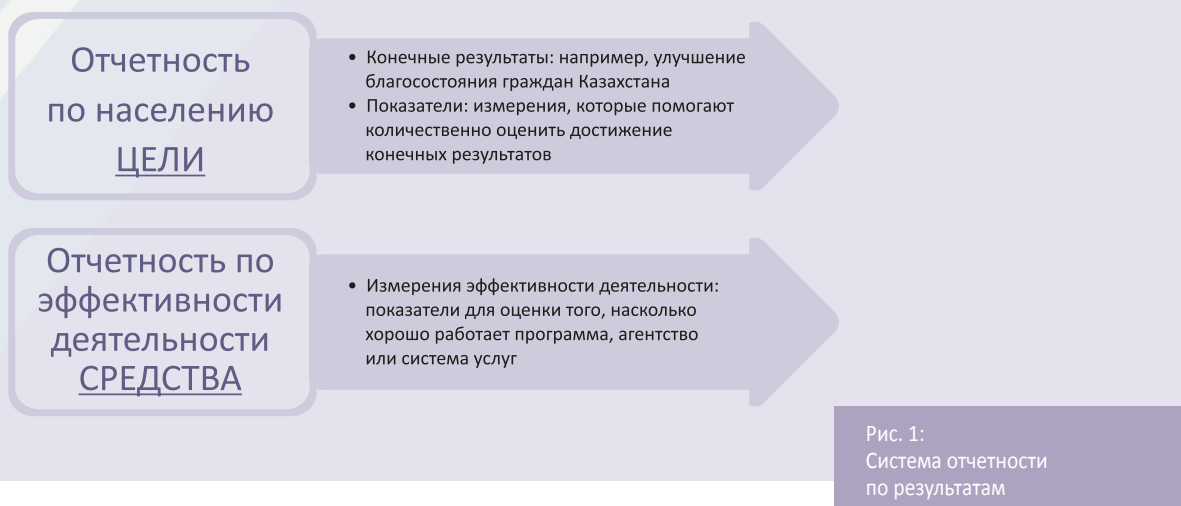 Отчетность
по населению
ЦЕЛИ
• Конечные результаты: например, улучшение
благосостояния граждан Казахстана
• Показатели: измерения, которые помогают
количественно оценить достижение
конечных результатов
Отчетность по
эффективности
деятельности
СРЕДСТВА
• Измерения эффективности деятельности:
показатели для оценки того, насколько
хорошо работает программа, агентство
или система услуг
Рис. 1:
Система отчетности
по результатам